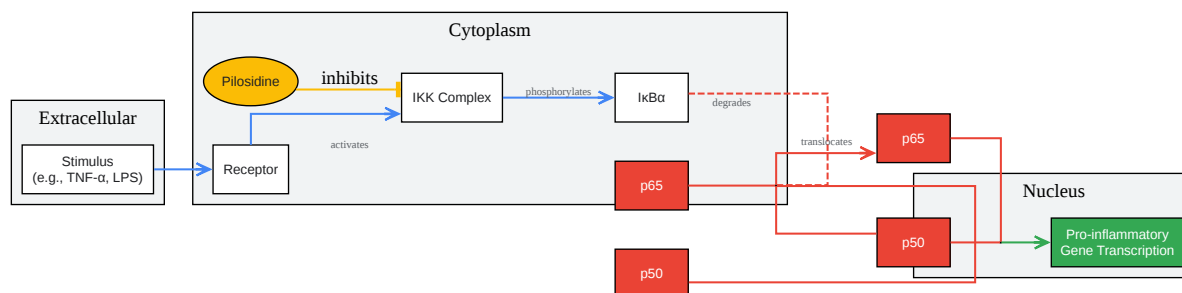 Cytoplasm
Pilosidine
inhibits
IKK Complex
phosphorylates
IκBα
degrades
Extracellular
Stimulus
(e.g., TNF-α, LPS)
activates
Receptor
translocates
p65
p65
Nucleus
p50
Pro-inflammatory
Gene Transcription
p50